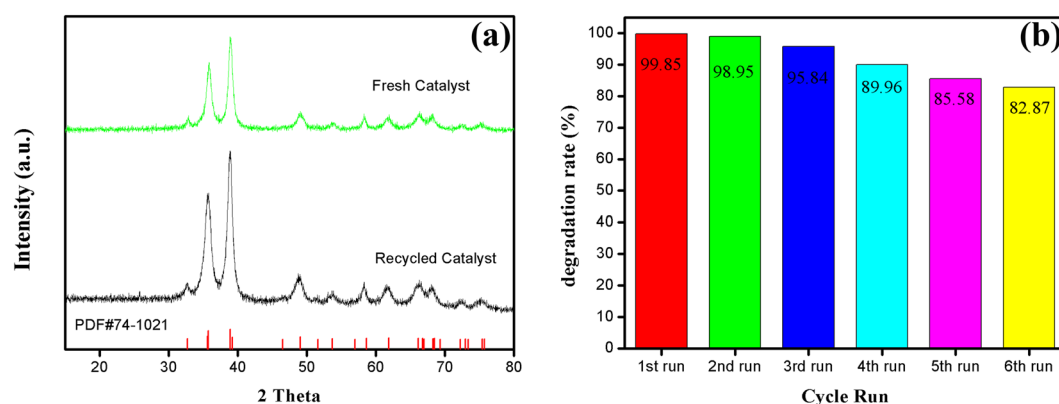 (a)
Fresh Catalyst
Recycled Catalyst
PDF#74-1021
Intensity (a.u.)
20 30 40 50 60 70 80
2 Theta
(b)
100
90
80
70
60
50
40
30
20
10
0
degradation rate (%)
99.85 98.95 95.84 89.96 85.58 82.87
1st run 2nd run 3rd run 4th run 5th run 6th run
Cycle Run